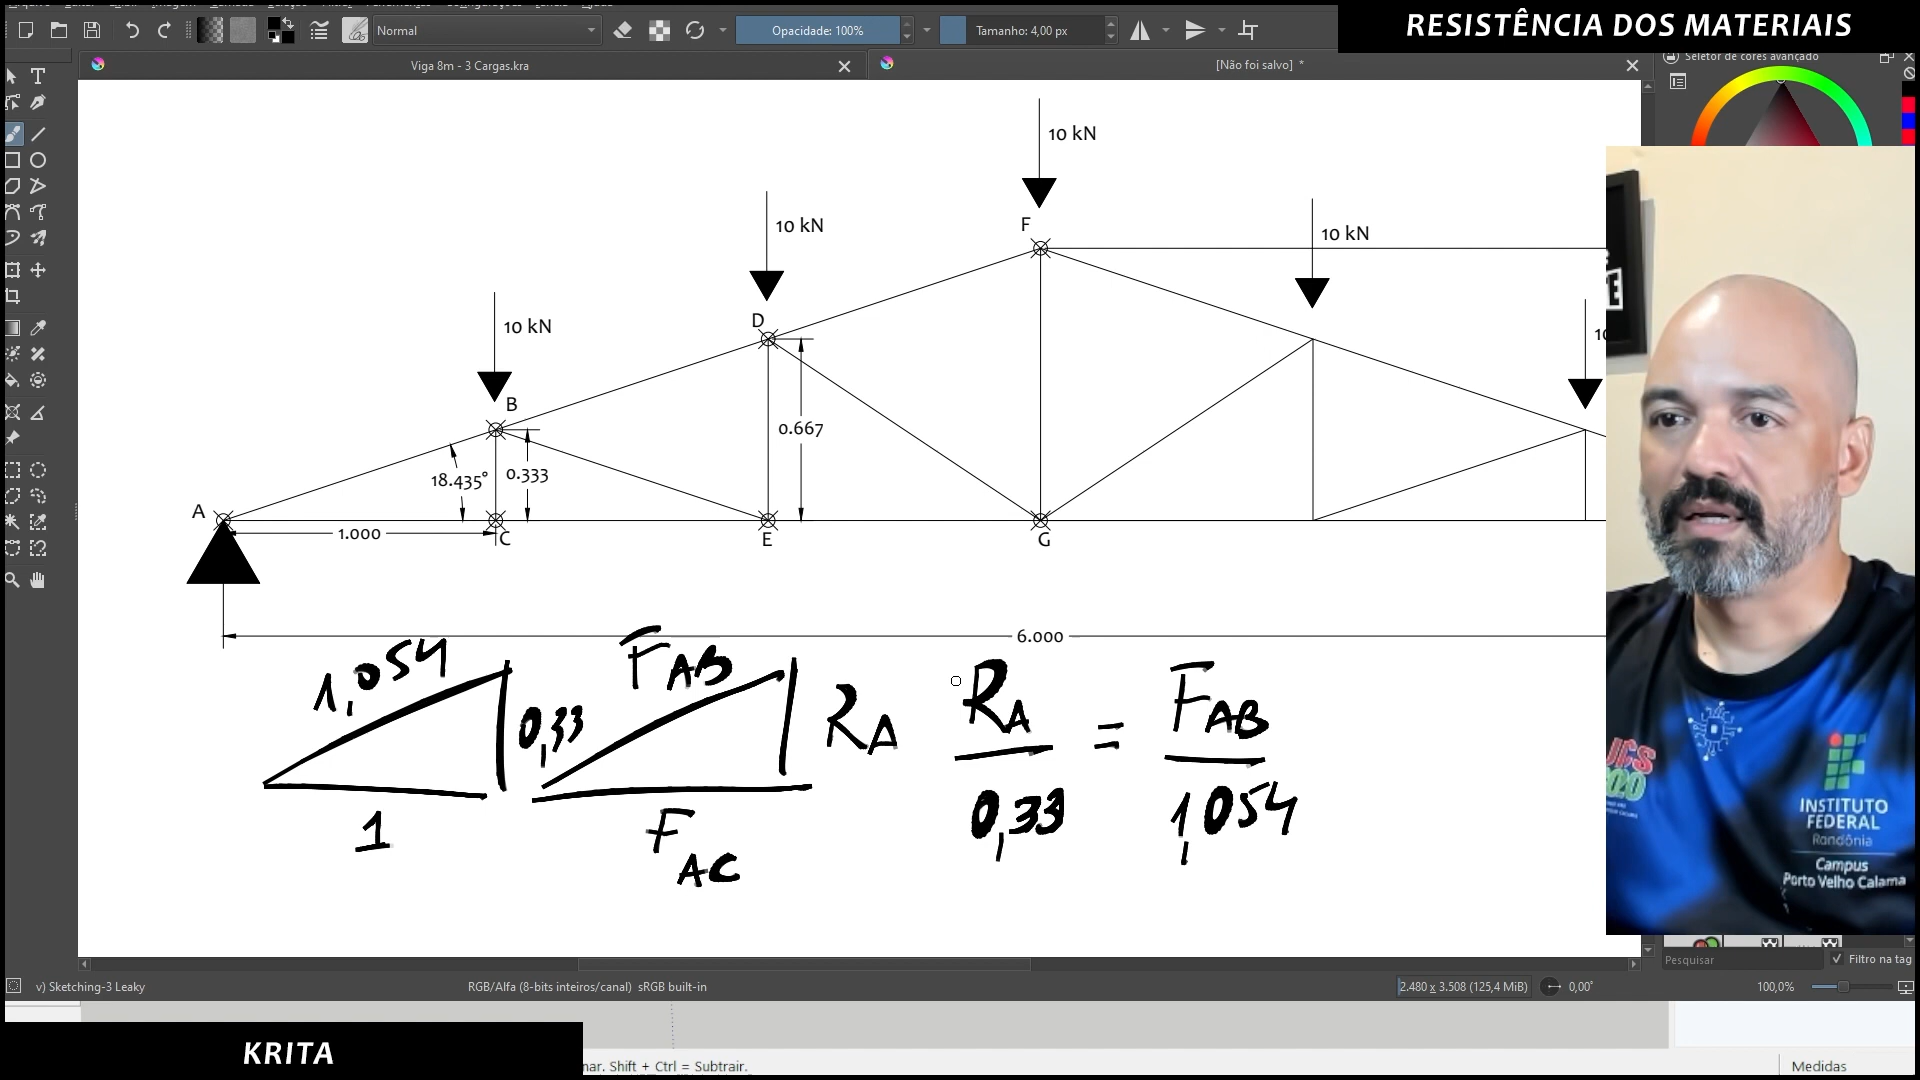 RESISTÊNCIA DOS MATERIAIS
Normal
Opacidade: 100%
Tamanho: 4,00 px
Viga 8m - 3 Cargas.kra
[Não foi salvo] *
Seletor de cores avançado
10 kN
10 kN
F
10 kN
D
10 kN
B
0.667
18.435°
0.333
A
1.000
C
E
G
6.000
1,054
0,33
1
FAB
RA
FAC
RA = FAB
0,33
1,054
INSTITUTO
FEDERAL
Rondônia
Campus
Porto Velho Calama
Pesquisar
Filtro na tag
v) Sketching-3 Leaky
RGB/Alfa (8-bits inteiros/canal) sRGB built-in
2.480 x 3.508 (125,4 MiB)
0,00°
100,0%
KRITA
nar. Shift + Ctrl = Subtrair.
Medidas